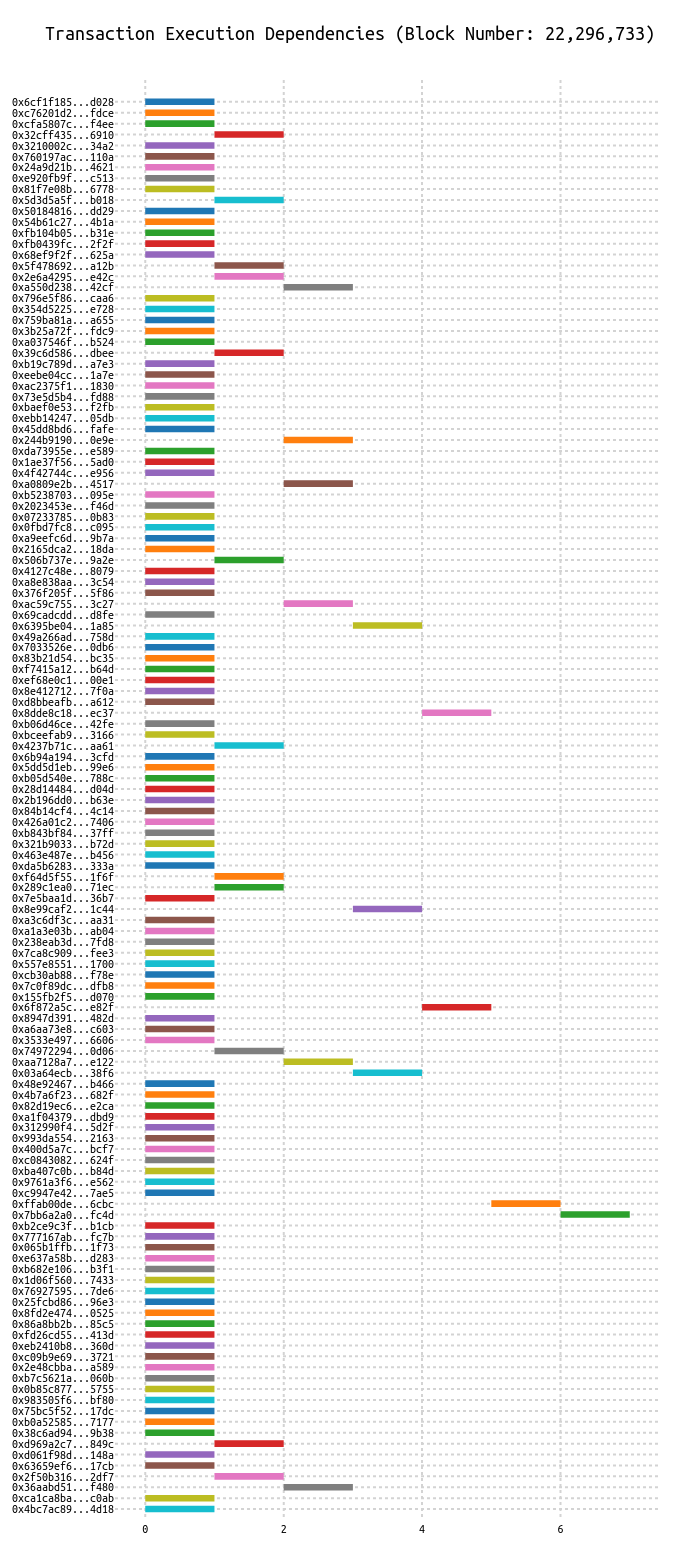 Transaction Execution Dependencies (Block Number: 22,296,733)
0x6cf1f185...d028
0xc76201d2...fdce
0xcfa5807c...f4ee
0x32cff435...6910
0x3210002c...34a2
0x760197ac...110a
0x24a9d21b...4621
0xe920fb9f...c513
0x81f7e08b...6778
0x5d3d5a5f...b018
0x50184816...dd29
0x54b61c27...4b1a
0xfb104b05...b31e
0xfb0439fc...2f2f
0x68ef9f2f...625a
0x5f478692...a12b
0x2e6a4295...e42c
0xa550d238...42cf
0x796e5f86...caa6
0x354d5225...e728
0x759ba81a...a655
0x3b25a72f...fdc9
0xa037546f...b524
0x39c6d586...dbee
0xb19c789d...a7e3
0xeebe04cc...1a7e
0xac2375f1...1830
0x73e5d5b4...fd88
0xbaef0e53...f2fb
0xebb14247...05db
0x45dd8bd6...fafe
0x244b9190...0e9e
0xda73955e...e589
0x1ae37f56...5ad0
0x4f42744c...e956
0xa0809e2b...4517
0xb5238703...095e
0x2023453e...f46d
0x07233785...0b83
0x0fbd7fc8...c095
0xa9eefc6d...9b7a
0x2165dca2...18da
0x506b737e...9a2e
0x4127c48e...8079
0xa8e838aa...3c54
0x376f205f...5f86
0xac59c755...3c27
0x69cadcdd...d8fe
0x6395be04...1a85
0x49a266ad...758d
0x7033526e...0db6
0x83b21d54...bc35
0xf7415a12...b64d
0xef68e0c1...00e1
0x8e412712...7f0a
0xd8bbeafb...a612
0x8dde8c18...ec37
0xb06d46ce...42fe
0xbceefab9...3166
0x4237b71c...aa61
0x6b94a194...3cfd
0x5dd5d1eb...99e6
0xb05d540e...788c
0x28d14484...d04d
0x2b196dd0...b63e
0x84b14cf4...4c14
0x426a01c2...7406
0xb843bf84...37ff
0x321b9033...b72d
0x463e487e...b456
0xda5b6283...333a
0xf64d5f55...1f6f
0x289c1ea0...71ec
0x7e5baa1d...36b7
0x8e99caf2...1c44
0xa3c6df3c...aa31
0xa1a3e03b...ab04
0x238eab3d...7fd8
0x7ca8c909...fee3
0x557e8551...1700
0xcb30ab88...f78e
0x7c0f89dc...dfb8
0x155fb2f5...d070
0x6f872a5c...e82f
0x8947d391...482d
0xa6aa73e8...c603
0x3533e497...6606
0x74972294...0d06
0xaa7128a7...e122
0x03a64ecb...38f6
0x48e92467...b466
0x4b7a6f23...682f
0x82d19ec6...e2ca
0xa1f04379...dbd9
0x312990f4...5d2f
0x993da554...2163
0x400d5a7c...bcf7
0xc0843082...624f
0xba407c0b...b84d
0x9761a3f6...e562
0xc9947e42...7ae5
0xffab00de...6cbc
0x7bb6a2a0...fc4d
0xb2ce9c3f...b1cb
0x777167ab...fc7b
0x065b1ffb...1f73
0xe637a58b...d283
0xb682e106...b3f1
0x1d06f560...7433
0x76927595...7de6
0x25fcbd86...96e3
0x8fd2e474...0525
0x86a8bb2b...85c5
0xfd26cd55...413d
0xeb2410b8...360d
0xc09b9e69...3721
0x2e48cbba...a589
0xb7c5621a...060b
0x0b85c877...5755
0x983505f6...bf80
0x75bc5f52...17dc
0xb0a52585...7177
0x38c6ad94...9b38
0xd969a2c7...849c
0xd061f98d...148a
0x63659ef6...17cb
0x2f50b316...2df7
0x36aabd51...f480
0xca1ca8ba...c0ab
0x4bc7ac89...4d18
0 2 4 6